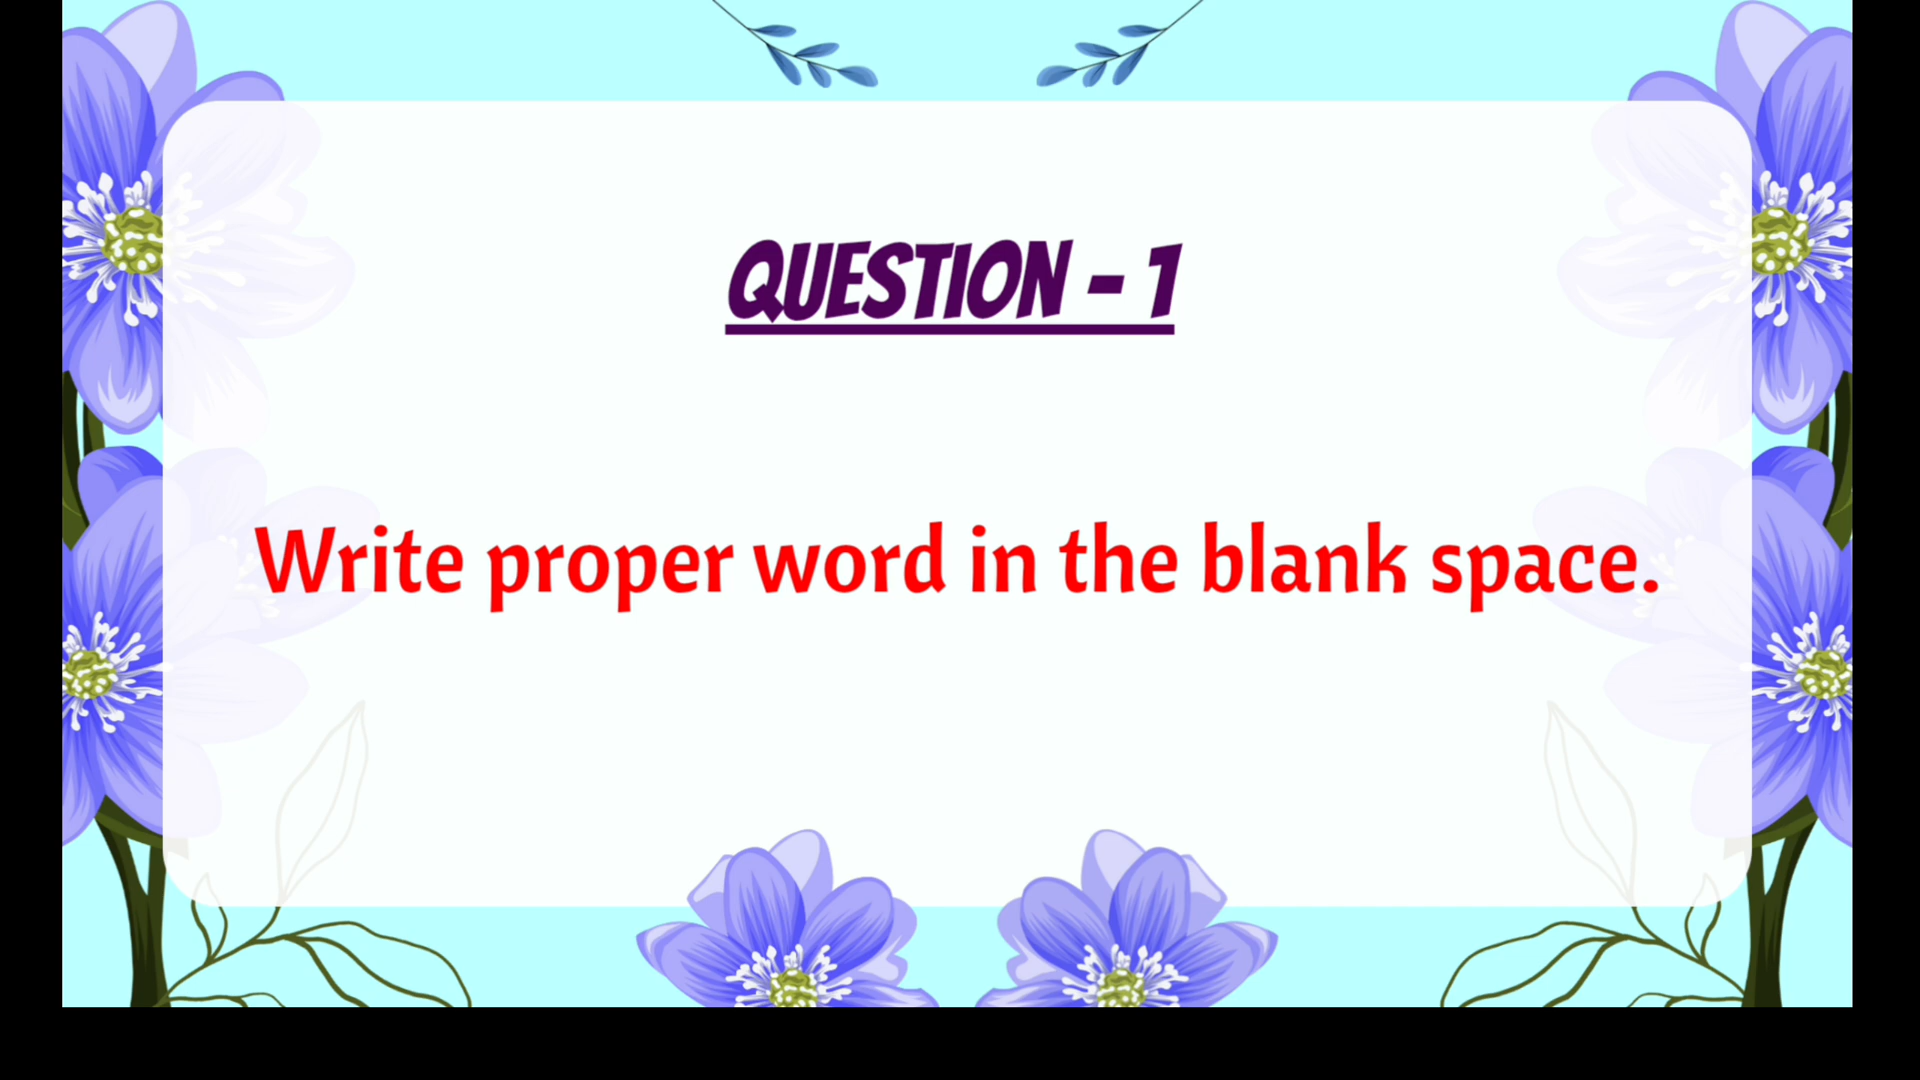 QUESTION - 1
Write proper word in the blank space.